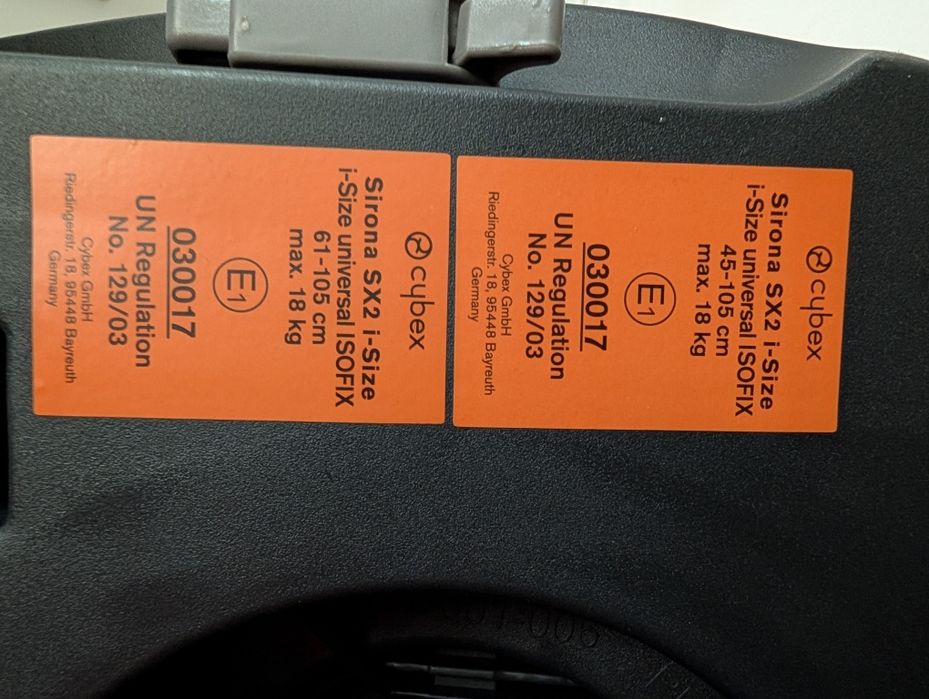 cybex
Sirona SX2 i-Size
i-Size universal ISOFIX
45-105 cm
max. 18 kg
E1
030017
UN Regulation
No. 129/03
Cybex GmbH
Riedingerstr. 18, 95448 Bayreuth
Germany
cybex
Sirona SX2 i-Size
i-Size universal ISOFIX
61-105 cm
max. 18 kg
E1
030017
UN Regulation
No. 129/03
Cybex GmbH
Riedingerstr. 18, 95448 Bayreuth
Germany